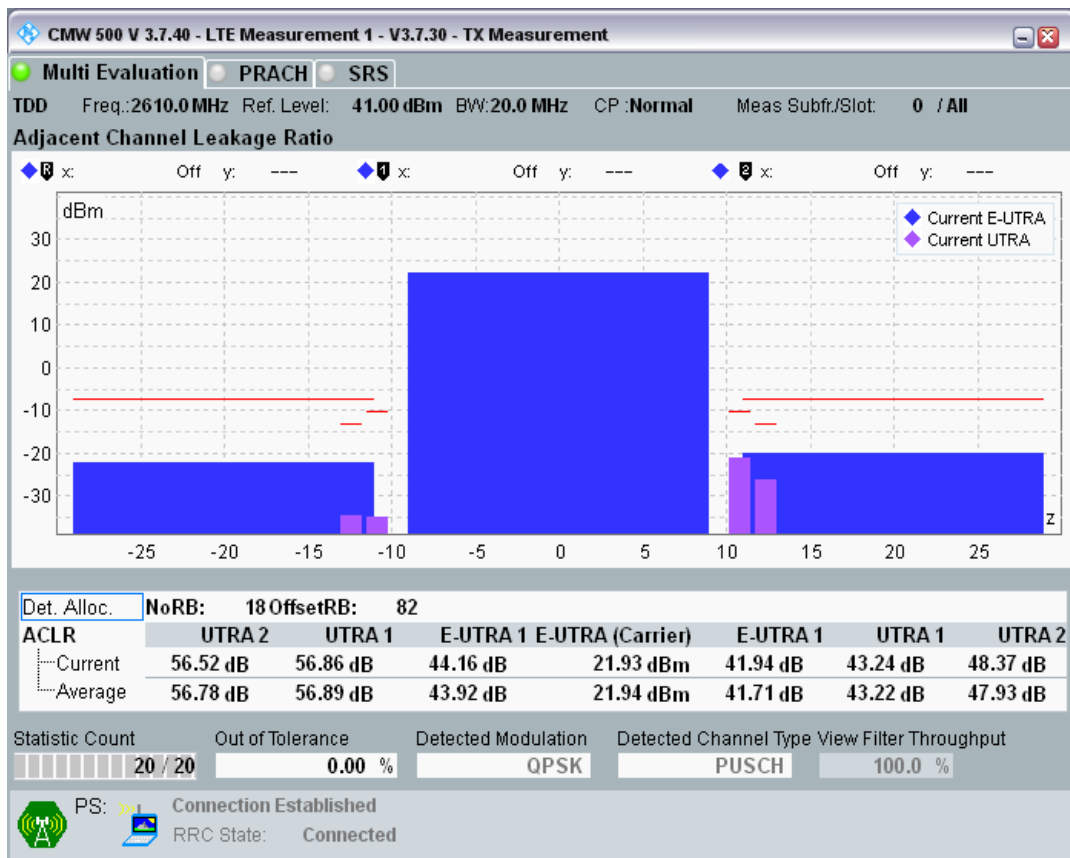 CMW 500 V 3.7.40 - LTE Measurement 1 - V3.7.30 - TX Measurement
Multi Evaluation PRACH SRS
TDD Freq.:2610.0 MHz Ref. Level: 41.00 dBm BW:20.0 MHz CP :Normal Meas Subfr./Slot: 0 / All
Adjacent Channel Leakage Ratio
R x: Off y: --- 1 x: Off y: --- 2 x: Off y: ---
dBm
Current E-UTRA
Current UTRA
30
20
10
0
-10
-20
-30
z
-25 -20 -15 -10 -5 0 5 10 15 20 25
Det. Alloc. NoRB: 18 OffsetRB: 82
ACLR UTRA 2 UTRA 1 E-UTRA 1 E-UTRA (Carrier) E-UTRA 1 UTRA 1 UTRA 2
Current 56.52 dB 56.86 dB 44.16 dB 21.93 dBm 41.94 dB 43.24 dB 48.37 dB
Average 56.78 dB 56.89 dB 43.92 dB 21.94 dBm 41.71 dB 43.22 dB 47.93 dB
Statistic Count Out of Tolerance Detected Modulation Detected Channel Type View Filter Throughput
20 / 20 0.00 % QPSK PUSCH 100.0 %
PS: Connection Established
RRC State: Connected